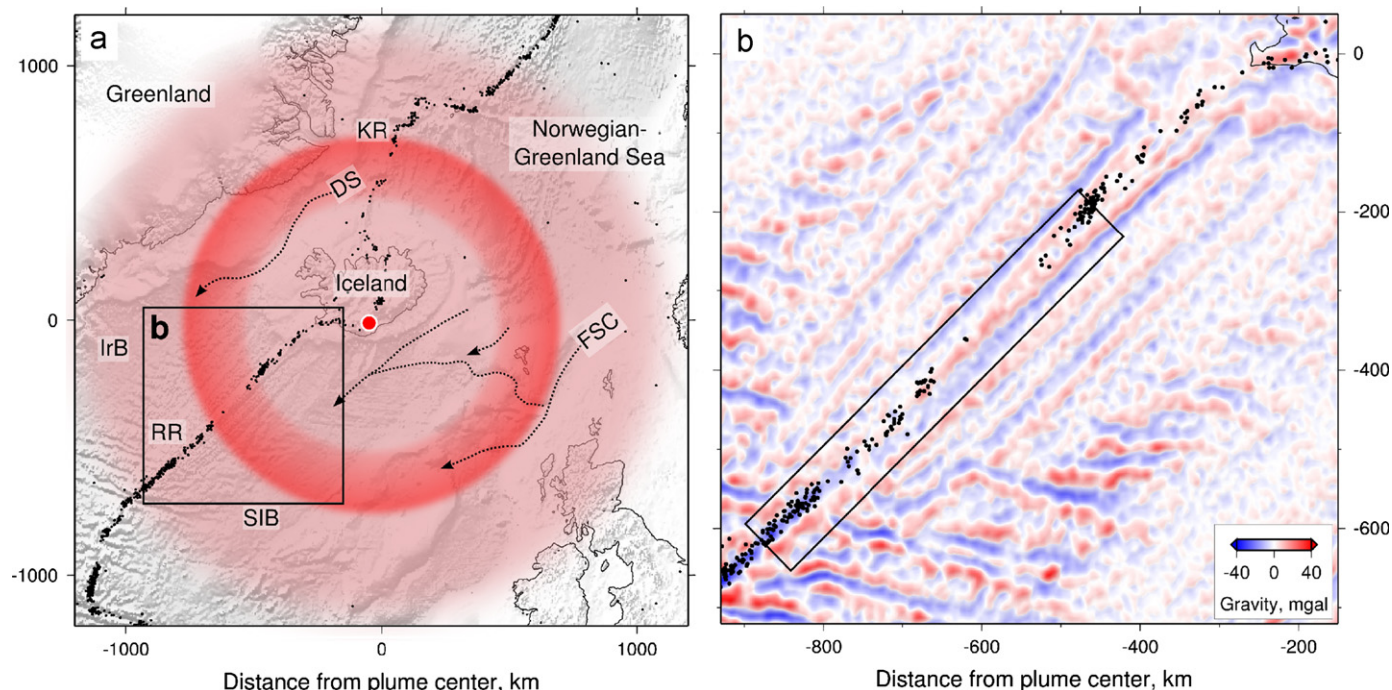 a
1000
0
-1000
Greenland
KR
Norwegian-
Greenland Sea
DS
Iceland
FSC
b
IrB
RR
SIB
-1000
0
1000
Distance from plume center, km
b
0
-200
-400
-600
-40
0
40
Gravity, mgal
-800
-600
-400
-200
Distance from plume center, km